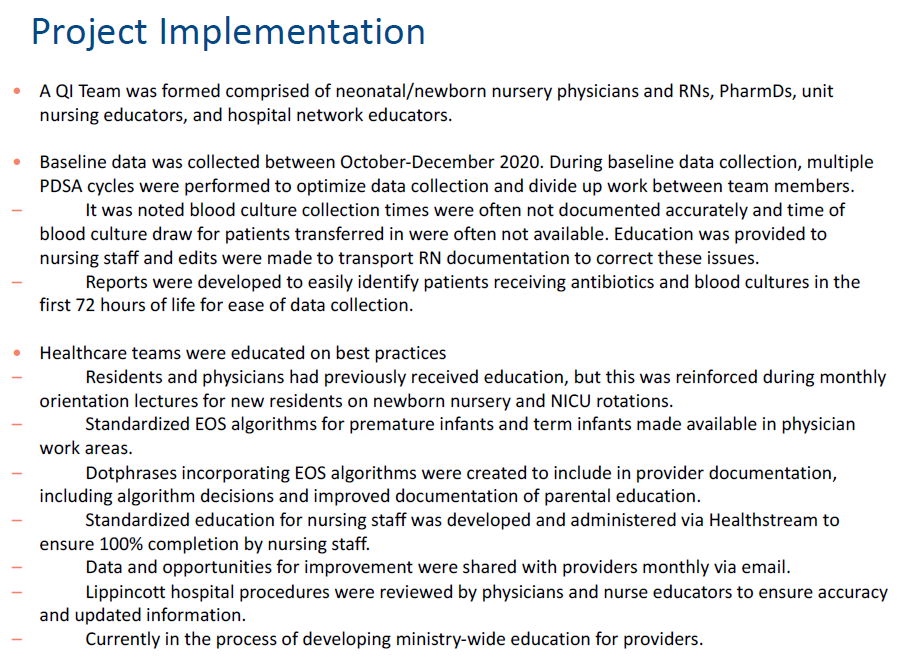 Project Implementation
• A QI Team was formed comprised of neonatal/newborn nursery physicians and RNs, PharmDs, unit
nursing educators, and hospital network educators.
• Baseline data was collected between October-December 2020. During baseline data collection, multiple
PDSA cycles were performed to optimize data collection and divide up work between team members.
– It was noted blood culture collection times were often not documented accurately and time of
blood culture draw for patients transferred in were often not available. Education was provided to
nursing staff and edits were made to transport RN documentation to correct these issues.
– Reports were developed to easily identify patients receiving antibiotics and blood cultures in the
first 72 hours of life for ease of data collection.
• Healthcare teams were educated on best practices
– Residents and physicians had previously received education, but this was reinforced during monthly
orientation lectures for new residents on newborn nursery and NICU rotations.
– Standardized EOS algorithms for premature infants and term infants made available in physician
work areas.
– Dotphrases incorporating EOS algorithms were created to include in provider documentation,
including algorithm decisions and improved documentation of parental education.
– Standardized education for nursing staff was developed and administered via Healthstream to
ensure 100% completion by nursing staff.
– Data and opportunities for improvement were shared with providers monthly via email.
– Lippincott hospital procedures were reviewed by physicians and nurse educators to ensure accuracy
and updated information.
– Currently in the process of developing ministry-wide education for providers.